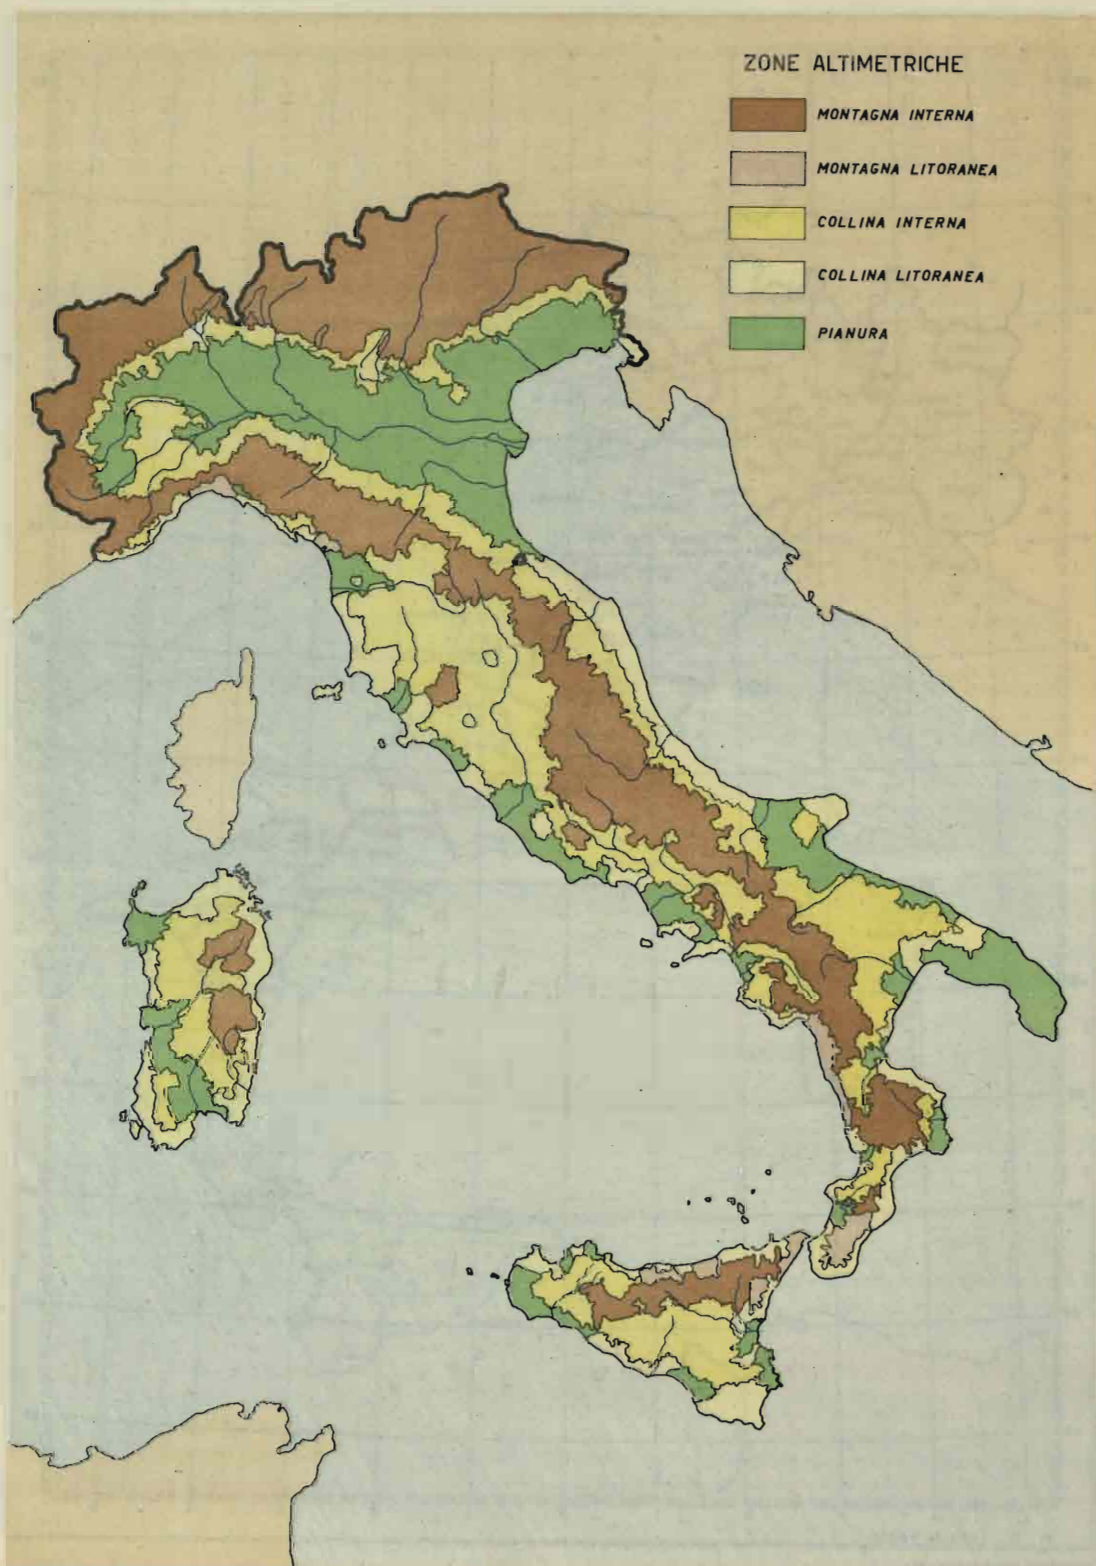 ZONE ALTIMETRICHE
MONTAGNA INTERNA
MONTAGNA LITORANEA
COLLINA INTERNA
COLLINA LITORANEA
PIANURA